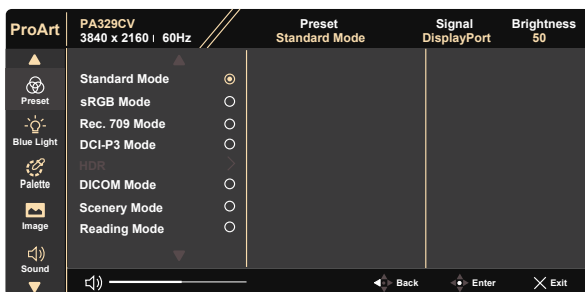 ProArt
PA329CV
3840 x 2160 60Hz
Preset
Standard Mode
Signal
DisplayPort
Brightness
50
Preset
Blue Light
Palette
Image
Sound
Standard Mode
sRGB Mode
Rec. 709 Mode
DCI-P3 Mode
HDR
DICOM Mode
Scenery Mode
Reading Mode
Back
Enter
Exit